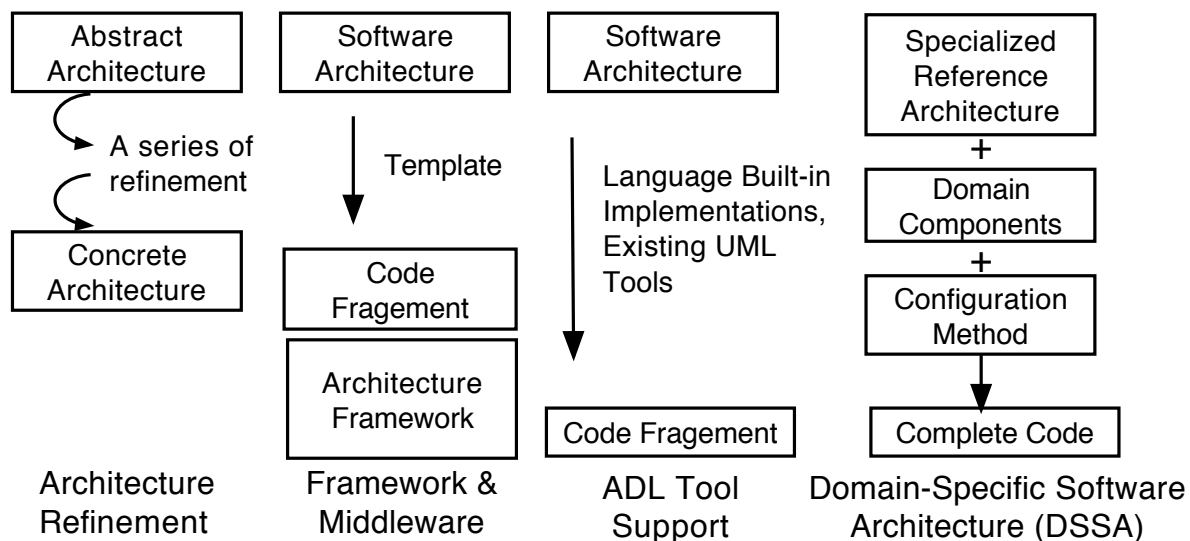 Abstract
Architecture
A series of
refinement
Concrete
Architecture
Architecture
Refinement
Software
Architecture
Template
Code
Fragement
Architecture
Framework
Framework &
Middleware
Software
Architecture
Language Built-in
Implementations,
Existing UML
Tools
Code Fragement
ADL Tool
Support
Specialized
Reference
Architecture
+
Domain
Components
+
Configuration
Method
Complete Code
Domain-Specific Software
Architecture (DSSA)